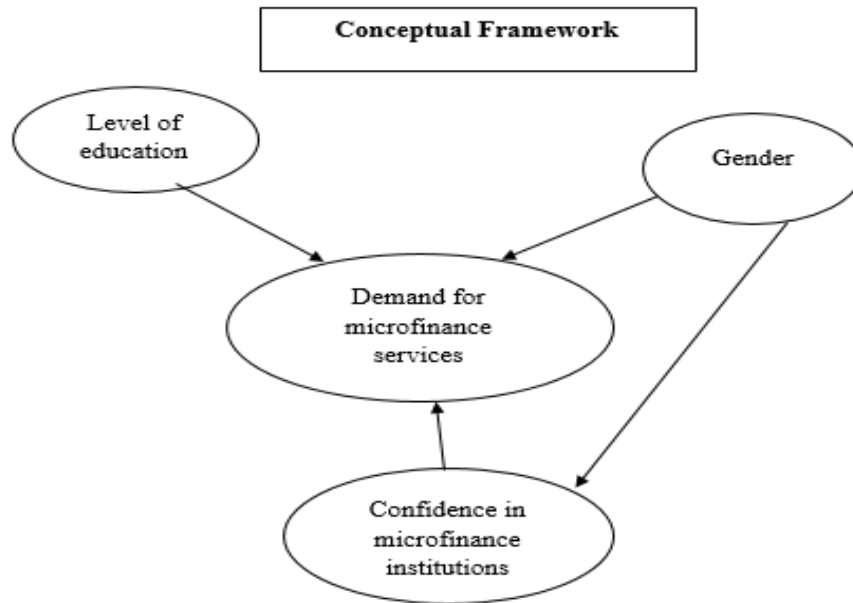 Conceptual Framework
Level of
education
Gender
Demand for
microfinance
services
Confidence in
microfinance
institutions